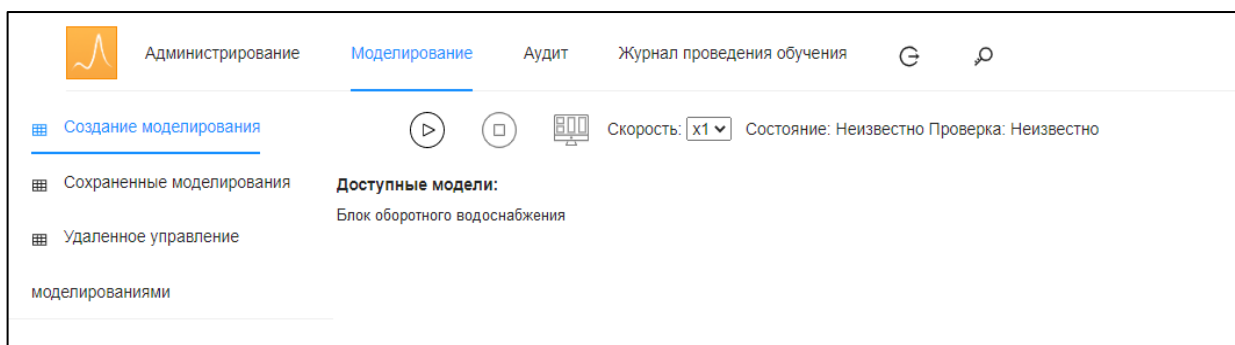 Администрирование Моделирование Аудит Журнал проведения обучения
Создание моделирования
Скорость: x1 Состояние: Неизвестно Проверка: Неизвестно
Сохраненные моделирования
Доступные модели:
Блок оборотного водоснабжения
Удаленное управление
моделированиями